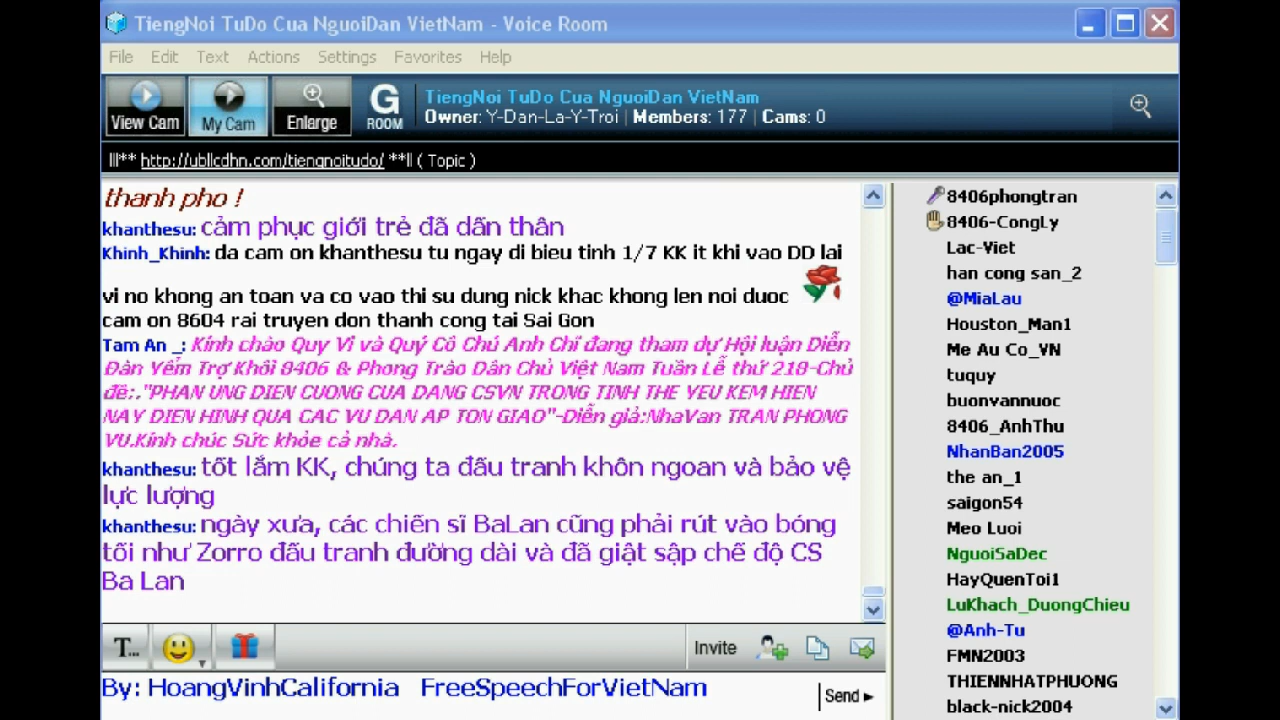 TiengNoi TuDo Cua NguoiDan VietNam - Voice Room
File Edit Text Actions Settings Favorites Help
View Cam My Cam Enlarge G ROOM
TiengNoi TuDo Cua NguoiDan VietNam
Owner: Y-Dan-La-Y-Troi | Members: 177 | Cams: 0
|||** http://ubllcdhn.com/tiengnoitudo/ **|| ( Topic )
thanh pho !
khanthesu: cảm phục giới trẻ đã dấn thân
Khinh_Khinh: da cam on khanthesu tu ngay di bieu tinh 1/7 KK it khi vao DD lai
vi no khong an toan va co vao thi su dung nick khac khong len noi duoc
cam on 8604 rai truyen don thanh cong tai Sai Gon
Tam An _: Kính chào Quy Vi và Quý Cô Chú Anh Chi đang tham dự Hội luận Diễn
Đàn Yểm Trợ Khối 8406 & Phong Trào Dân Chủ Việt Nam Tuần Lễ thứ 218-Chủ
đề:."PHAN UNG DIEN CUONG CUA DANG CSVN TRONG TINH THE YEU KEM HIEN
NAY DIEN HINH QUA CAC VU DAN AP TON GIAO"-Diễn giả:NhaVan TRAN PHONG
VU.Kính chúc Sức khỏe cả nhà.
khanthesu: tốt lắm KK, chúng ta đấu tranh khôn ngoan và bảo vệ
lực lượng
khanthesu: ngày xưa, các chiến sĩ BaLan cũng phải rút vào bóng
tối như Zorro đấu tranh đường dài và đã giật sập chế độ CS
Ba Lan
T... Invite
By: HoangVinhCalifornia FreeSpeechForVietNam
Send
8406phongtran
8406-CongLy
Lac-Viet
han cong san_2
@MiaLau
Houston_Man1
Me Au Co_VN
tuquy
buonvannuoc
8406_AnhThu
NhanBan2005
the an_1
saigon54
Meo Luoi
NguoiSaDec
HayQuenToi1
LuKhach_DuongChieu
@Anh-Tu
FMN2003
THIENNHATPHUONG
black-nick2004